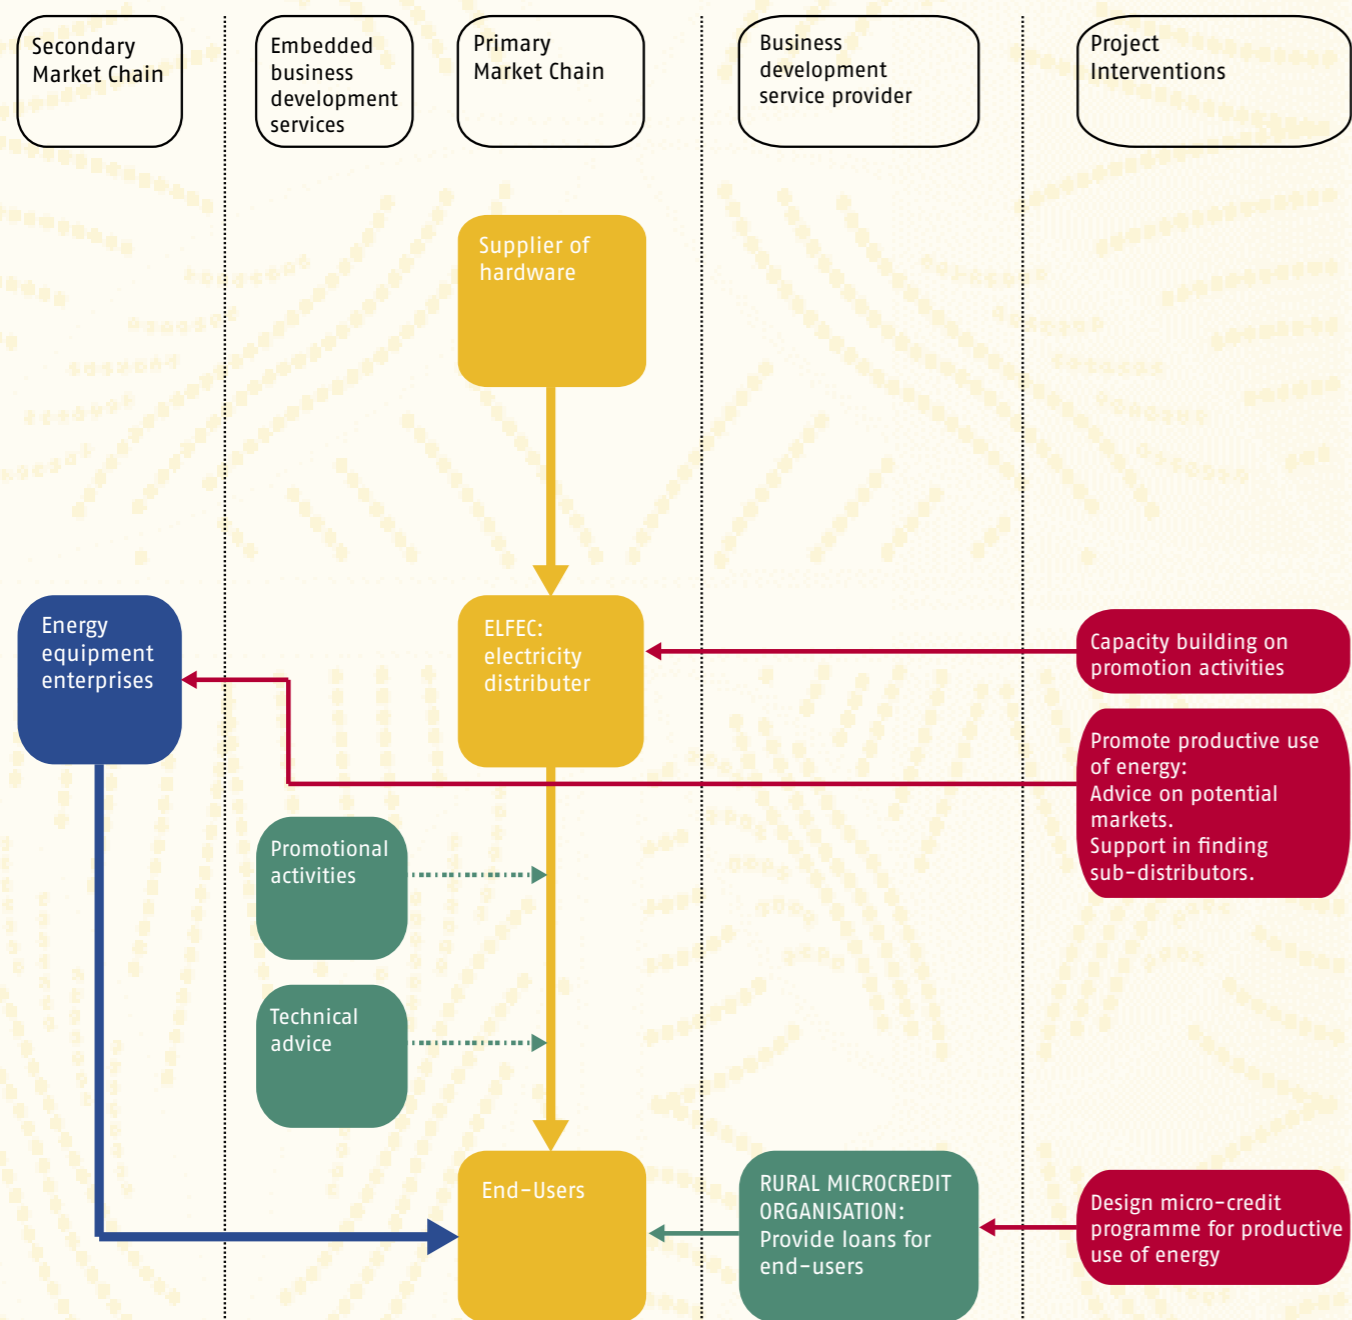 Secondary
Market Chain
Embedded
business
development
services
Primary
Market Chain
Business
development
service provider
Project
Interventions
Supplier of
hardware
Energy
equipment
enterprises
ELFEC:
electricity
distributer
Capacity building on
promotion activities
Promote productive use
of energy:
Advice on potential
markets.
Support in finding
sub-distributors.
Promotional
activities
Technical
advice
End-Users
RURAL MICROCREDIT
ORGANISATION:
Provide loans for
end-users
Design micro-credit
programme for productive
use of energy